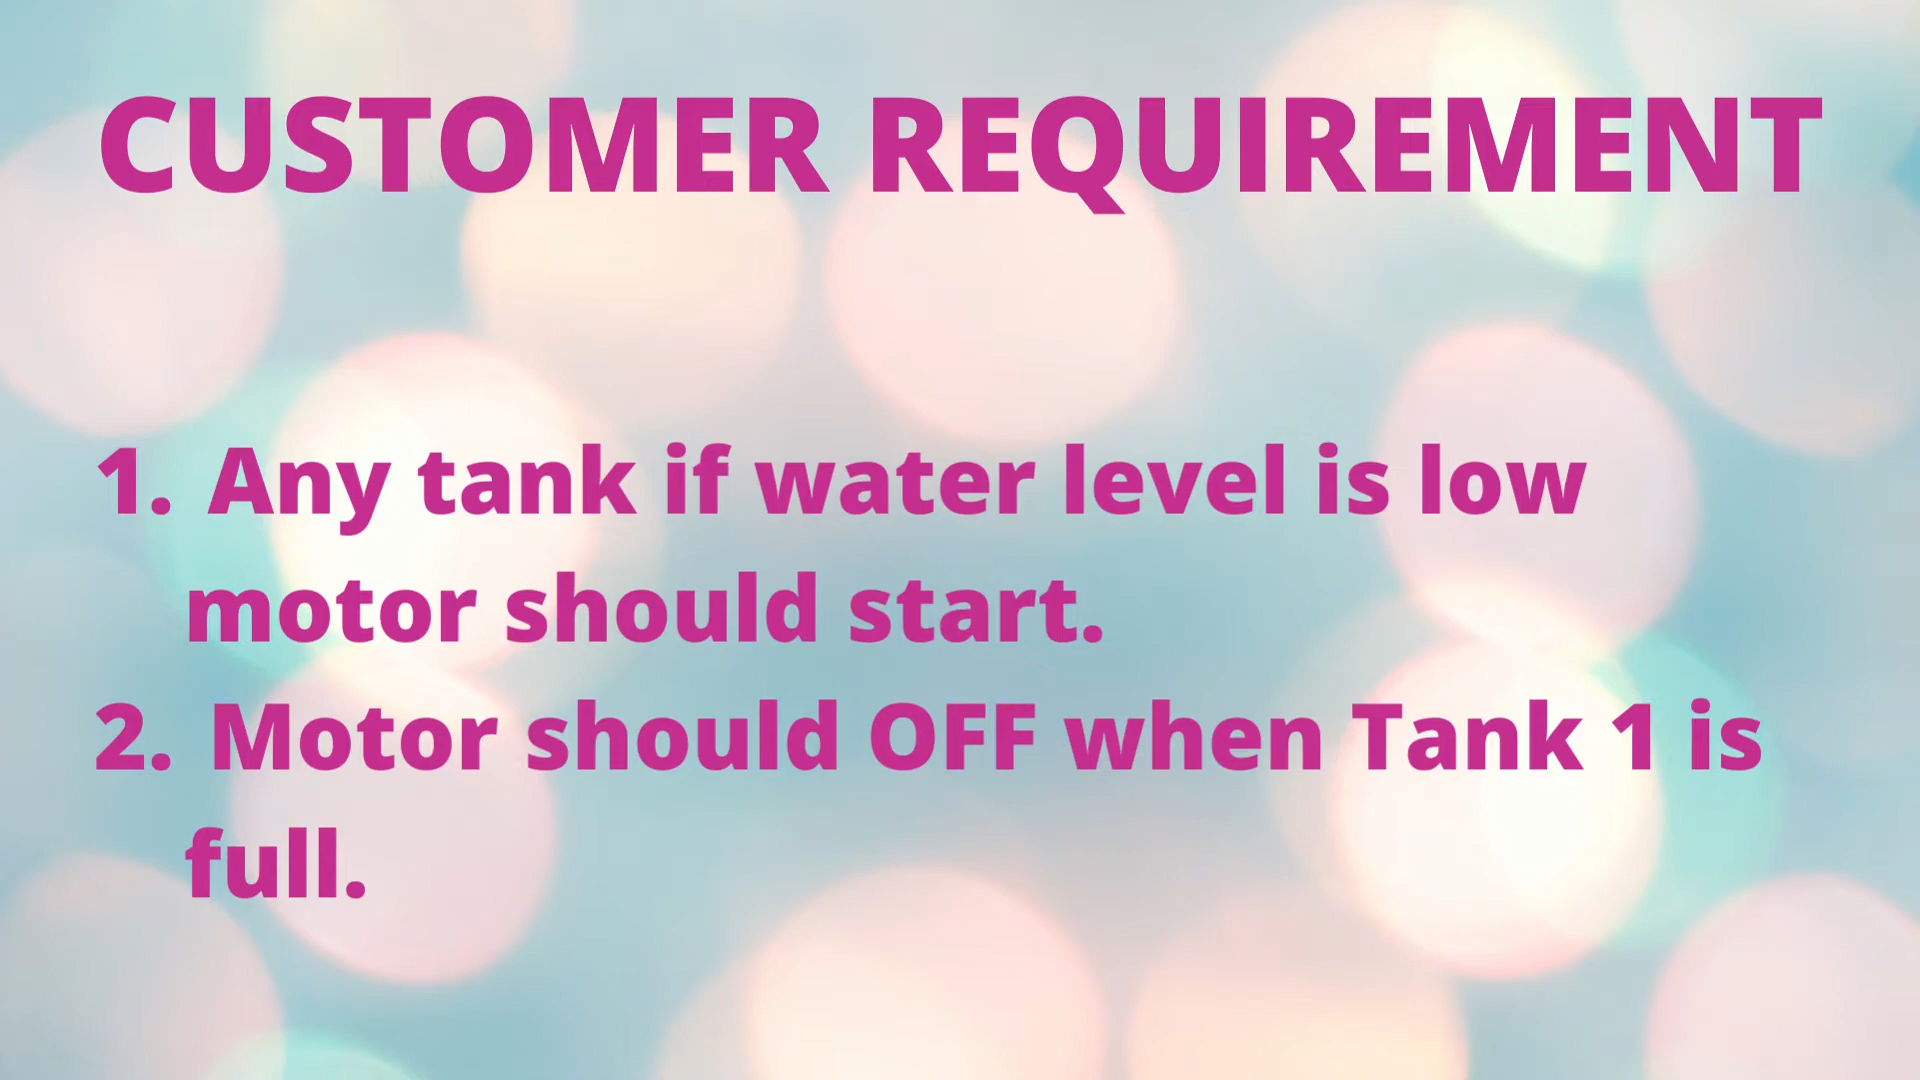 CUSTOMER REQUIREMENT
1. Any tank if water level is low
motor should start.
2. Motor should OFF when Tank 1 is
full.